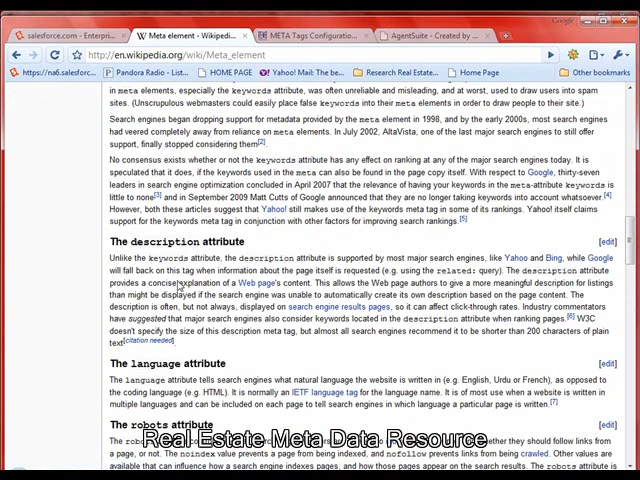 Google
salesforce.com - Enterpri...
Meta element - Wikipedi...
META Tags Configuratio...
AgentSuite - Created by ...
http://en.wikipedia.org/wiki/Meta_element
https://na6.salesforc...
Pandora Radio - List...
HOME PAGE
Yahoo! Mail: The be...
Research Real Estat...
Home Page
Other bookmarks
in meta elements, especially the keywords attribute, was often unreliable and misleading, and at worst, used to draw users into spam
sites. (Unscrupulous webmasters could easily place false keywords into their meta elements in order to draw people to their site.)
Search engines began dropping support for metadata provided by the meta element in 1998, and by the early 2000s, most search engines
had veered completely away from reliance on meta elements. In July 2002, AltaVista, one of the last major search engines to still offer
support, finally stopped considering them[2].
No consensus exists whether or not the keywords attribute has any effect on ranking at any of the major search engines today. It is
speculated that it does, if the keywords used in the meta can also be found in the page copy itself. With respect to Google, thirty-seven
leaders in search engine optimization concluded in April 2007 that the relevance of having your keywords in the meta-attribute keywords is
little to none[3] and in September 2009 Matt Cutts of Google announced that they are no longer taking keywords into account whatsoever.[4]
However, both these articles suggest that Yahoo! still makes use of the keywords meta tag in some of its rankings. Yahoo! itself claims
support for the keywords meta tag in conjunction with other factors for improving search rankings.[5]
The description attribute [edit]
Unlike the keywords attribute, the description attribute is supported by most major search engines, like Yahoo and Bing, while Google
will fall back on this tag when information about the page itself is requested (e.g. using the related: query). The description attribute
provides a concise explanation of a Web page's content. This allows the Web page authors to give a more meaningful description for listings
than might be displayed if the search engine was unable to automatically create its own description based on the page content. The
description is often, but not always, displayed on search engine results pages, so it can affect click-through rates. Industry commentators
have suggested that major search engines also consider keywords located in the description attribute when ranking pages.[6] W3C
doesn't specify the size of this description meta tag, but almost all search engines recommend it to be shorter than 200 characters of plain
text[citation needed]
The language attribute [edit]
The language attribute tells search engines what natural language the website is written in (e.g. English, Urdu or French), as opposed to
the coding language (e.g. HTML). It is normally an IETF language tag for the language name. It is of most use when a website is written in
multiple languages and can be included on each page to tell search engines in which language a particular page is written.[7]
The robots attribute [edit]
Real Estate Meta Data Resource
The robots whether they should follow links from
a page, or not. The noindex value prevents a page from being indexed, and nofollow prevents links from being crawled. Other values are
available that can influence how a search engine indexes pages, and how those pages appear on the search results. The robots attribute is